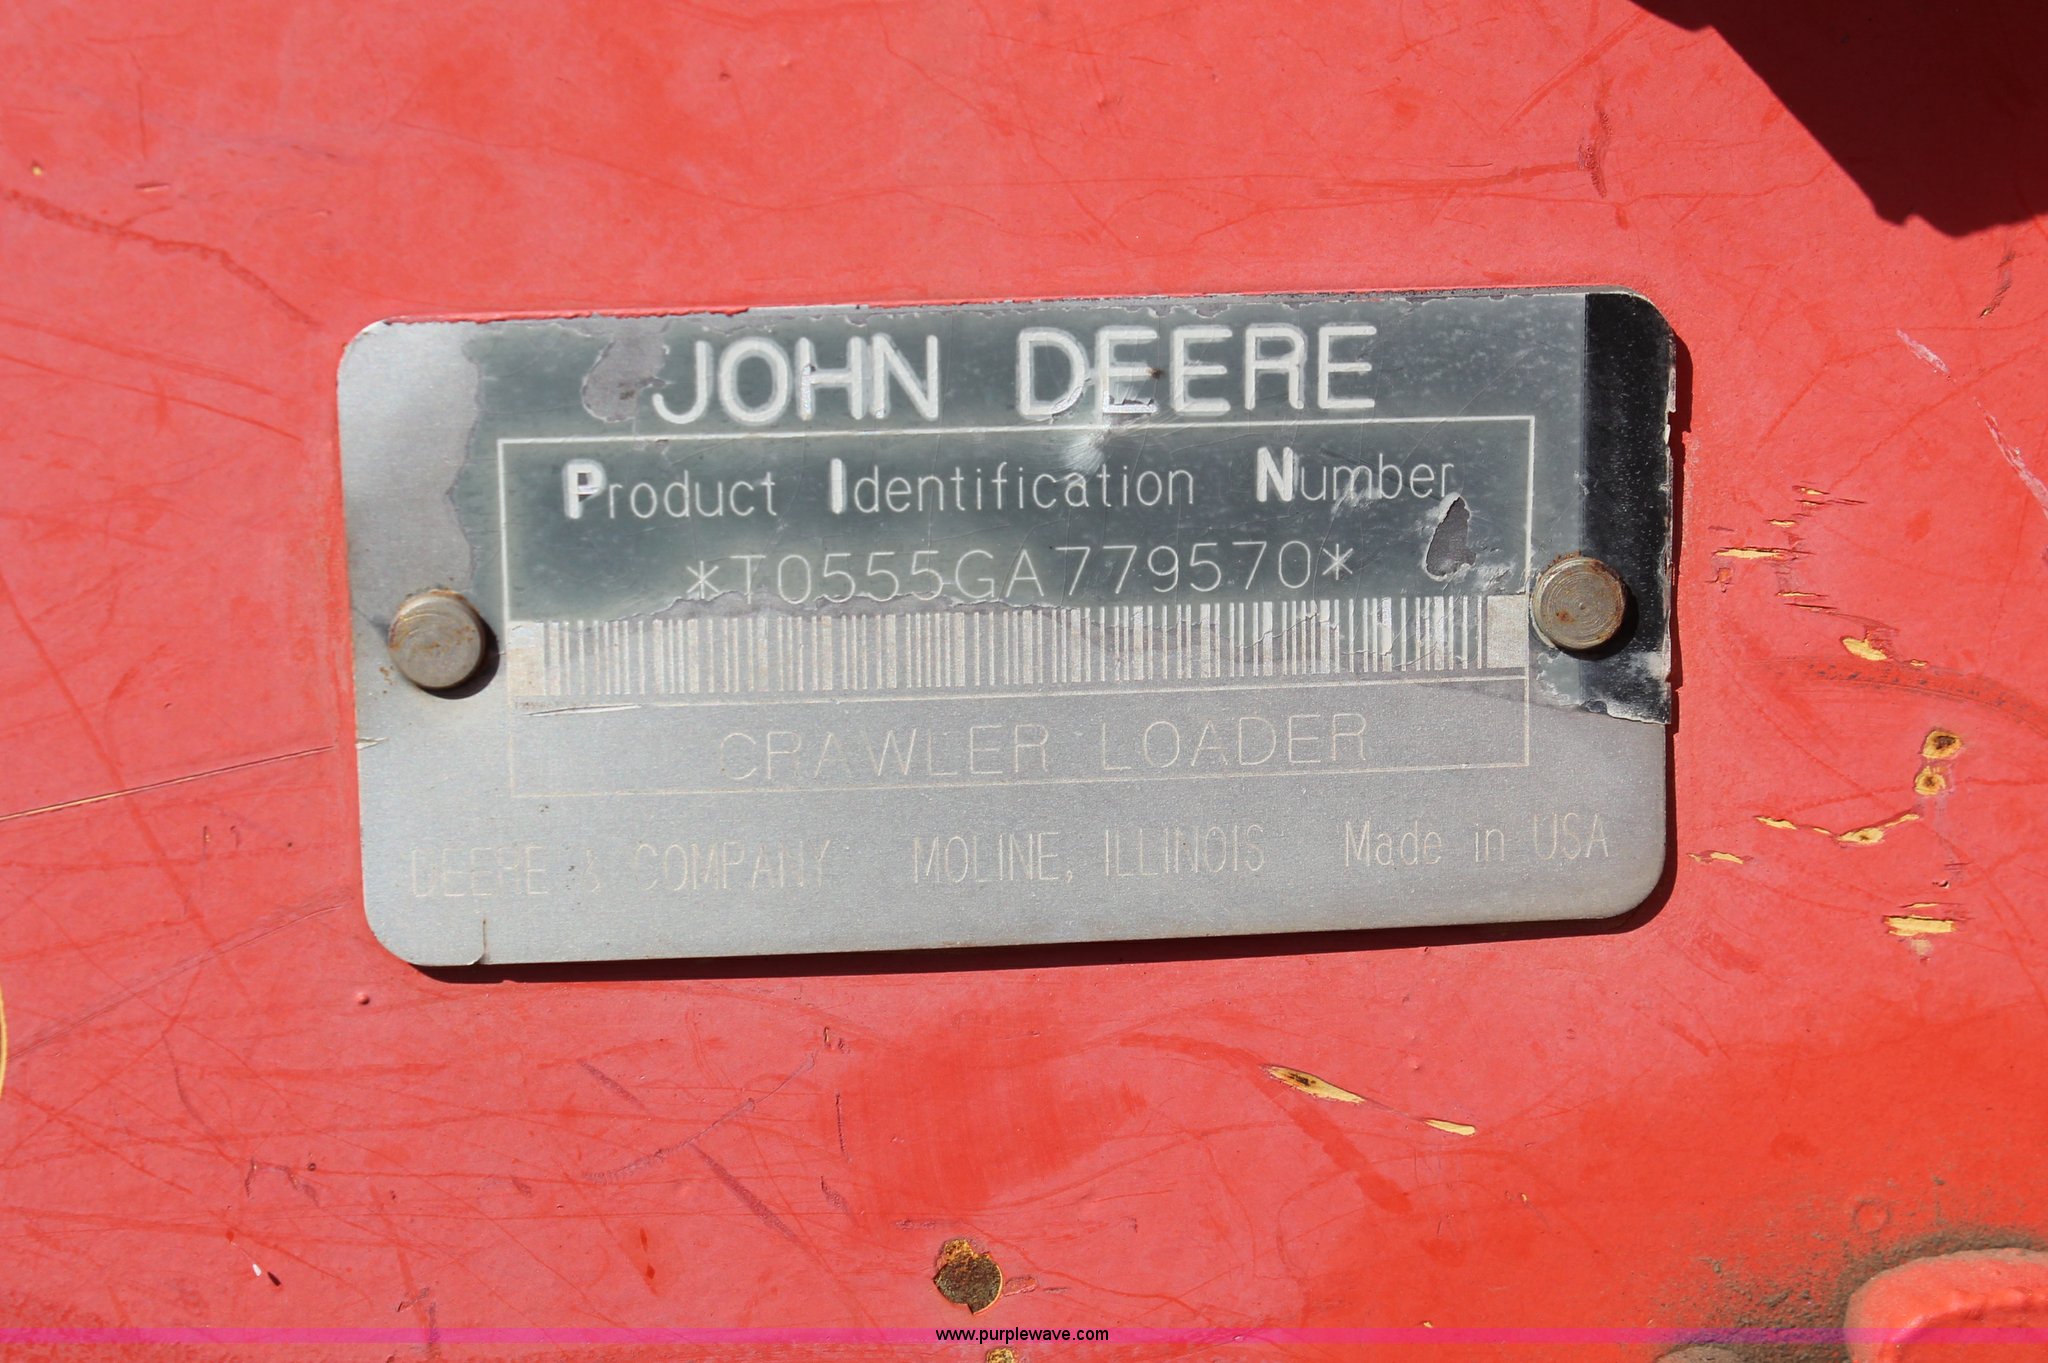 JOHN DEERE
Product Identification Number
*T0555GA779570*
CRAWLER LOADER
DEERE & COMPANY MOLINE, ILLINOIS Made in USA
www.purplewave.com